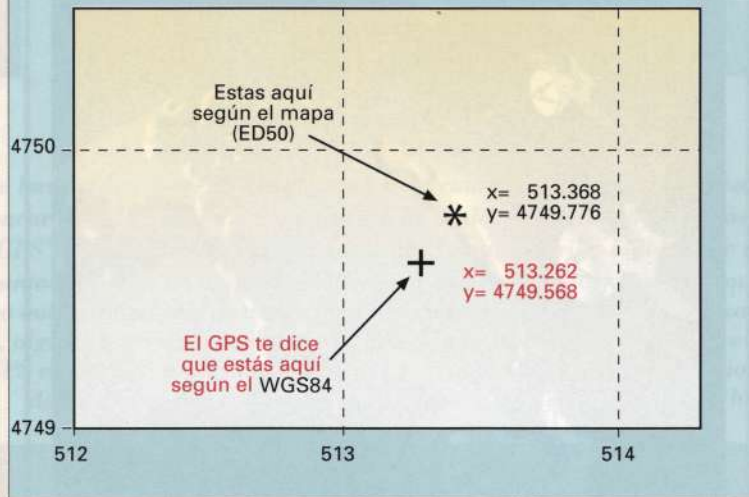 Estas aquí
según el mapa
(ED50)
4750
x= 513.368
y= 4749.776
x= 513.262
y= 4749.568
El GPS te dice
que estás aquí
según el WGS84
4749
512
513
514